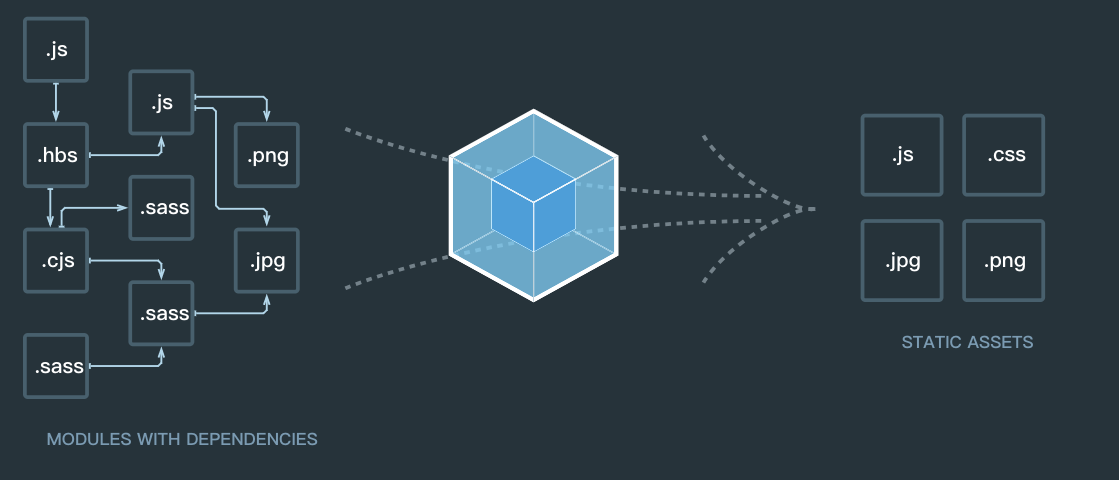 .js
.js
.hbs
.png
.sass
.cjs
.jpg
.sass
.sass
MODULES WITH DEPENDENCIES
.js
.css
.jpg
.png
STATIC ASSETS